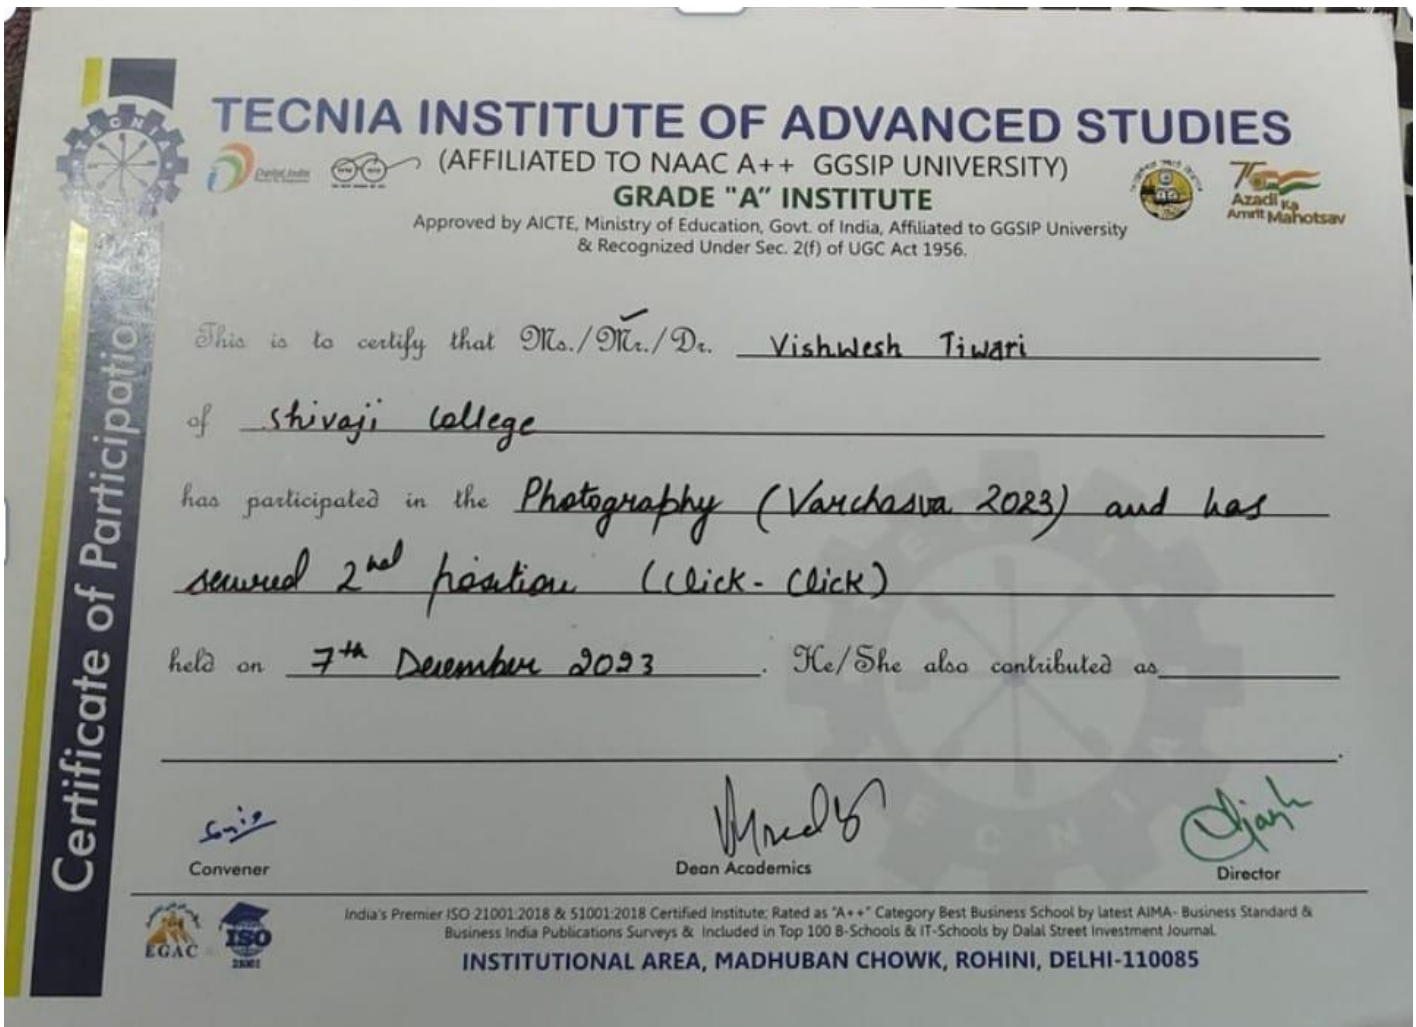 TECNIA
TECNIA INSTITUTE OF ADVANCED STUDIES
Digital India
(AFFILIATED TO NAAC A++ GGSIP UNIVERSITY)
GRADE "A" INSTITUTE
75
Azadi Ka
Amrit Mahotsav
Approved by AICTE, Ministry of Education, Govt. of India, Affiliated to GGSIP University
& Recognized Under Sec. 2(f) of UGC Act 1956.
Certificate of Participation
This is to certify that Ms./Mr./Dr. Vishwesh Tiwari
of Shivaji College
has participated in the Photography (Varchasva 2023) and has
secured 2nd position (Click-Click)
held on 7th December 2023. He/She also contributed as
TECNIA
Convener
Dean Academics
Director
EGAC
ISO
21001
India's Premier ISO 21001:2018 & 51001:2018 Certified Institute; Rated as "A++" Category Best Business School by latest AIMA- Business Standard &
Business India Publications Surveys & Included in Top 100 B-Schools & IT-Schools by Dalal Street Investment Journal.
INSTITUTIONAL AREA, MADHUBAN CHOWK, ROHINI, DELHI-110085